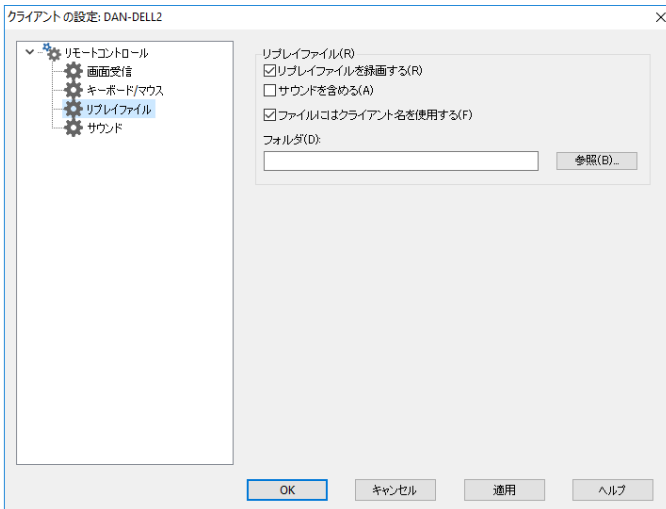 クライアントの設定: DAN-DELL2
リモートコントロール
画面受信
キーボード/マウス
リプレイファイル
サウンド
リプレイファイル(R)
リプレイファイルを録画する(R)
サウンドを含める(A)
ファイルにはクライアント名を使用する(F)
フォルダ(D):
参照(B)...
OK
キャンセル
適用
ヘルプ